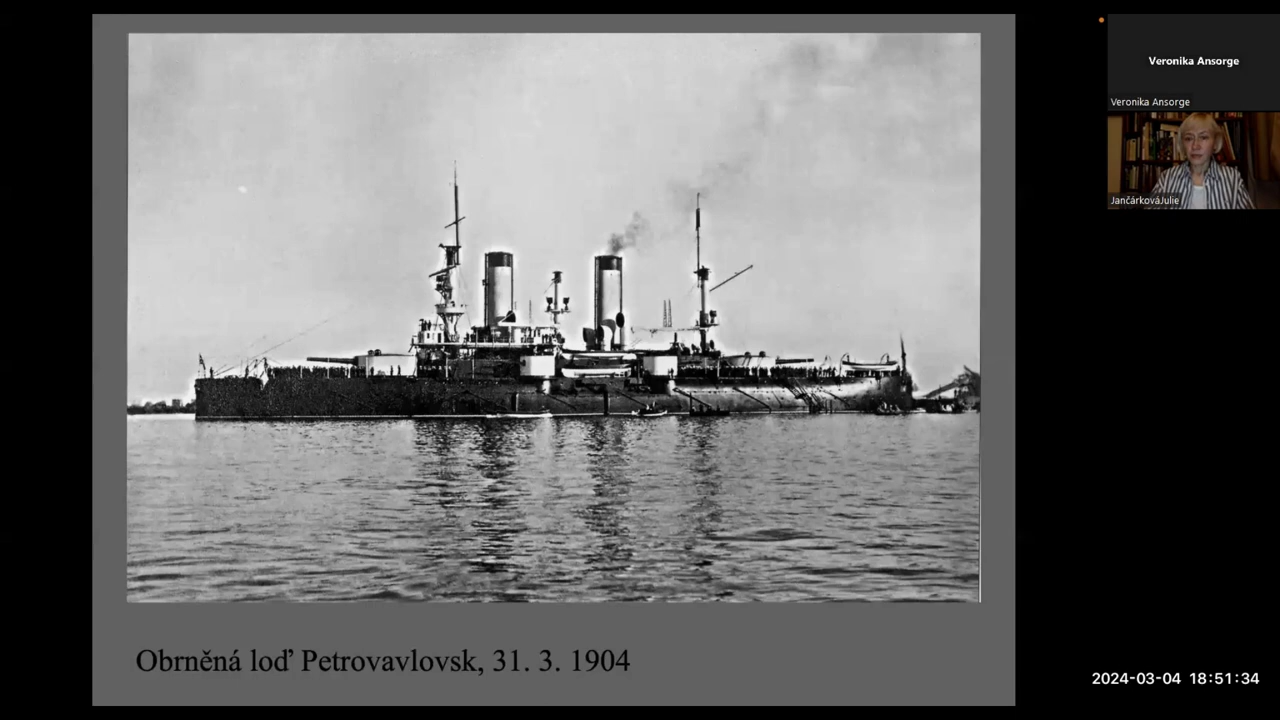 Veronika Ansorge
Veronika Ansorge
JančárkováJulie
Obrněná loď Petrovavlovsk, 31. 3. 1904
2024-03-04 18:51:34